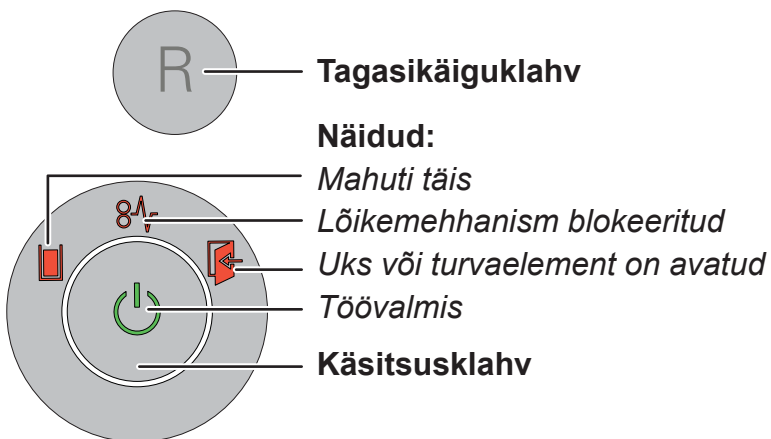 R
Tagasikäiguklahv
Näidud:
Mahuti täis
Lõikemehhanism blokeeritud
Uks või turvaelement on avatud
Töövalmis
Käsitsusklahv